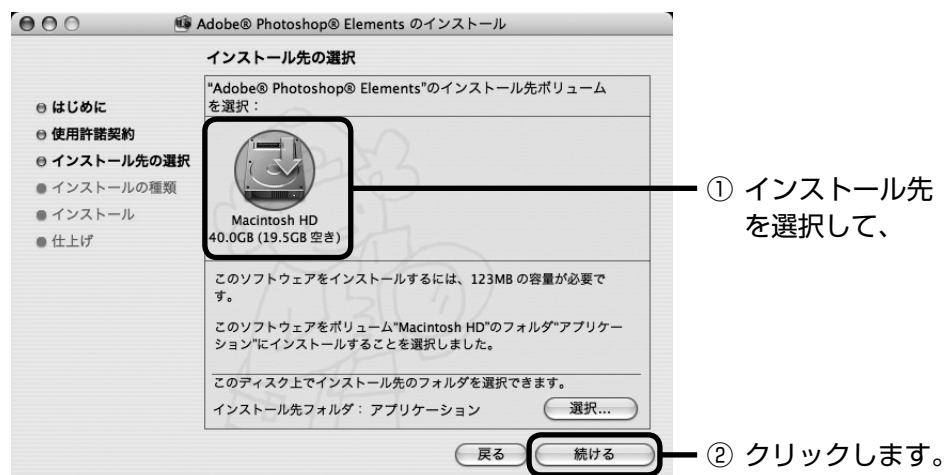 Adobe® Photoshop® Elements のインストール
インストール先の選択
はじめに
使用許諾契約
インストール先の選択
インストールの種類
インストール
仕上げ
"Adobe® Photoshop® Elements"のインストール先ボリューム
を選択：
Macintosh HD
40.0GB (19.5GB 空き)
このソフトウェアをインストールするには、123MB の容量が必要で
す。
このソフトウェアをボリューム"Macintosh HD"のフォルダ"アプリケー
ションn"にインストールすることを選択しました。
このディスク上でインストール先のフォルダを選択できます。
インストール先フォルダ： アプリケーション
選択...
戻る
続ける
① インストール先
を選択して、
② クリックします。